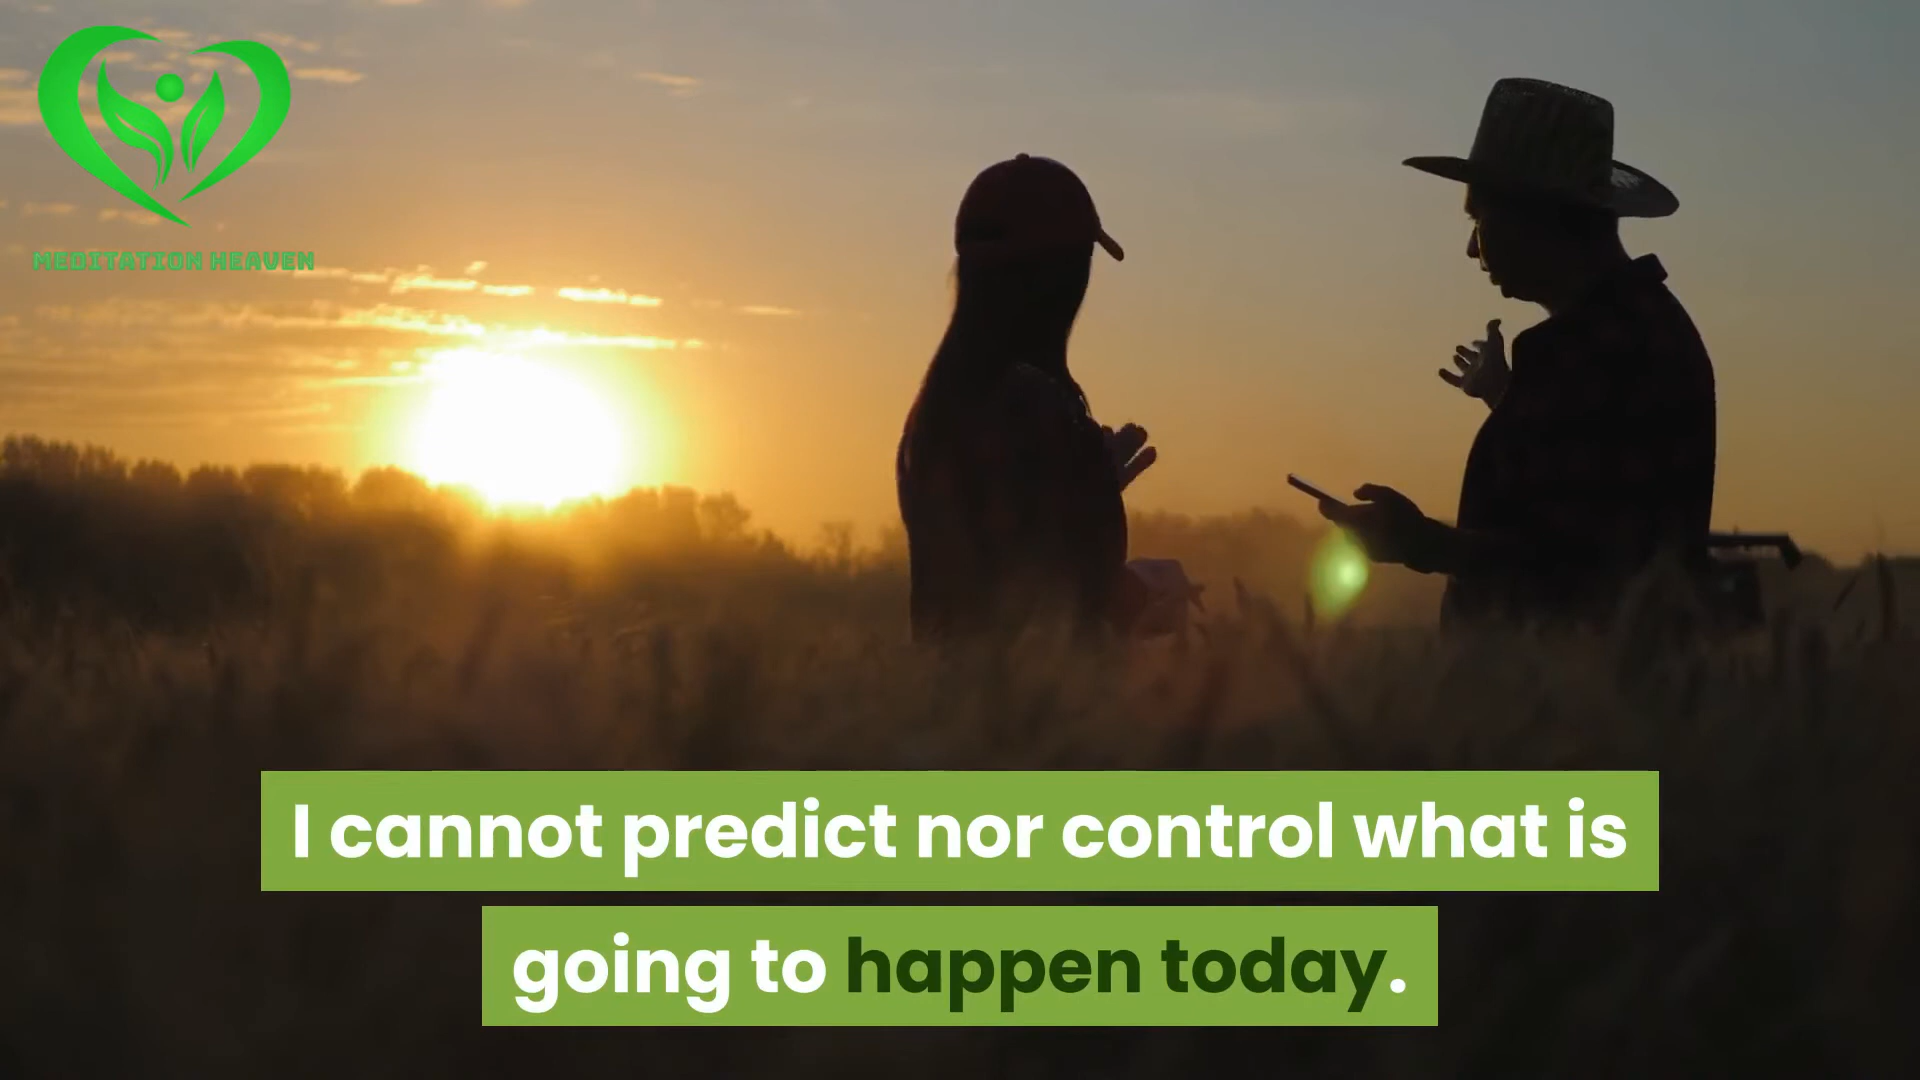 MEDITATION HEAVEN
I cannot predict nor control what is
going to happen today.